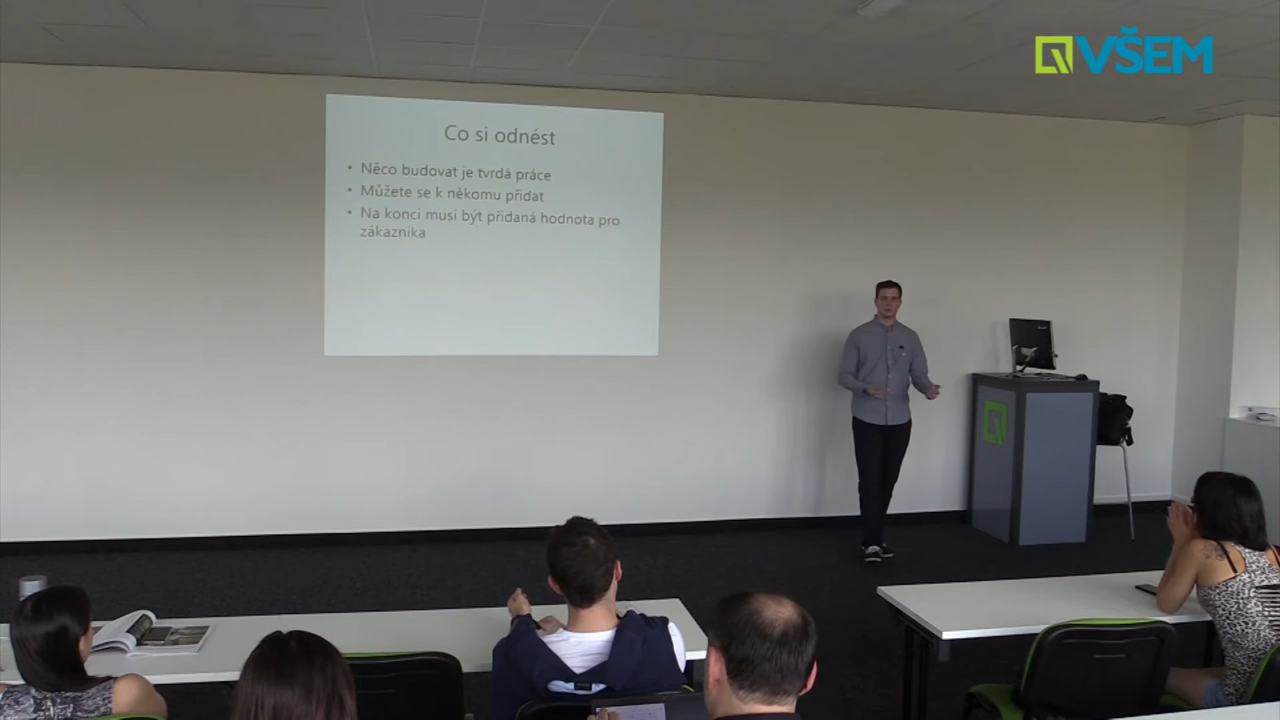 VŠEM
Co si odnést
• Něco budovat je tvrdá práce
• Můžete se k někomu přidat
• Na konci musí být přidaná hodnota pro
zákazníka